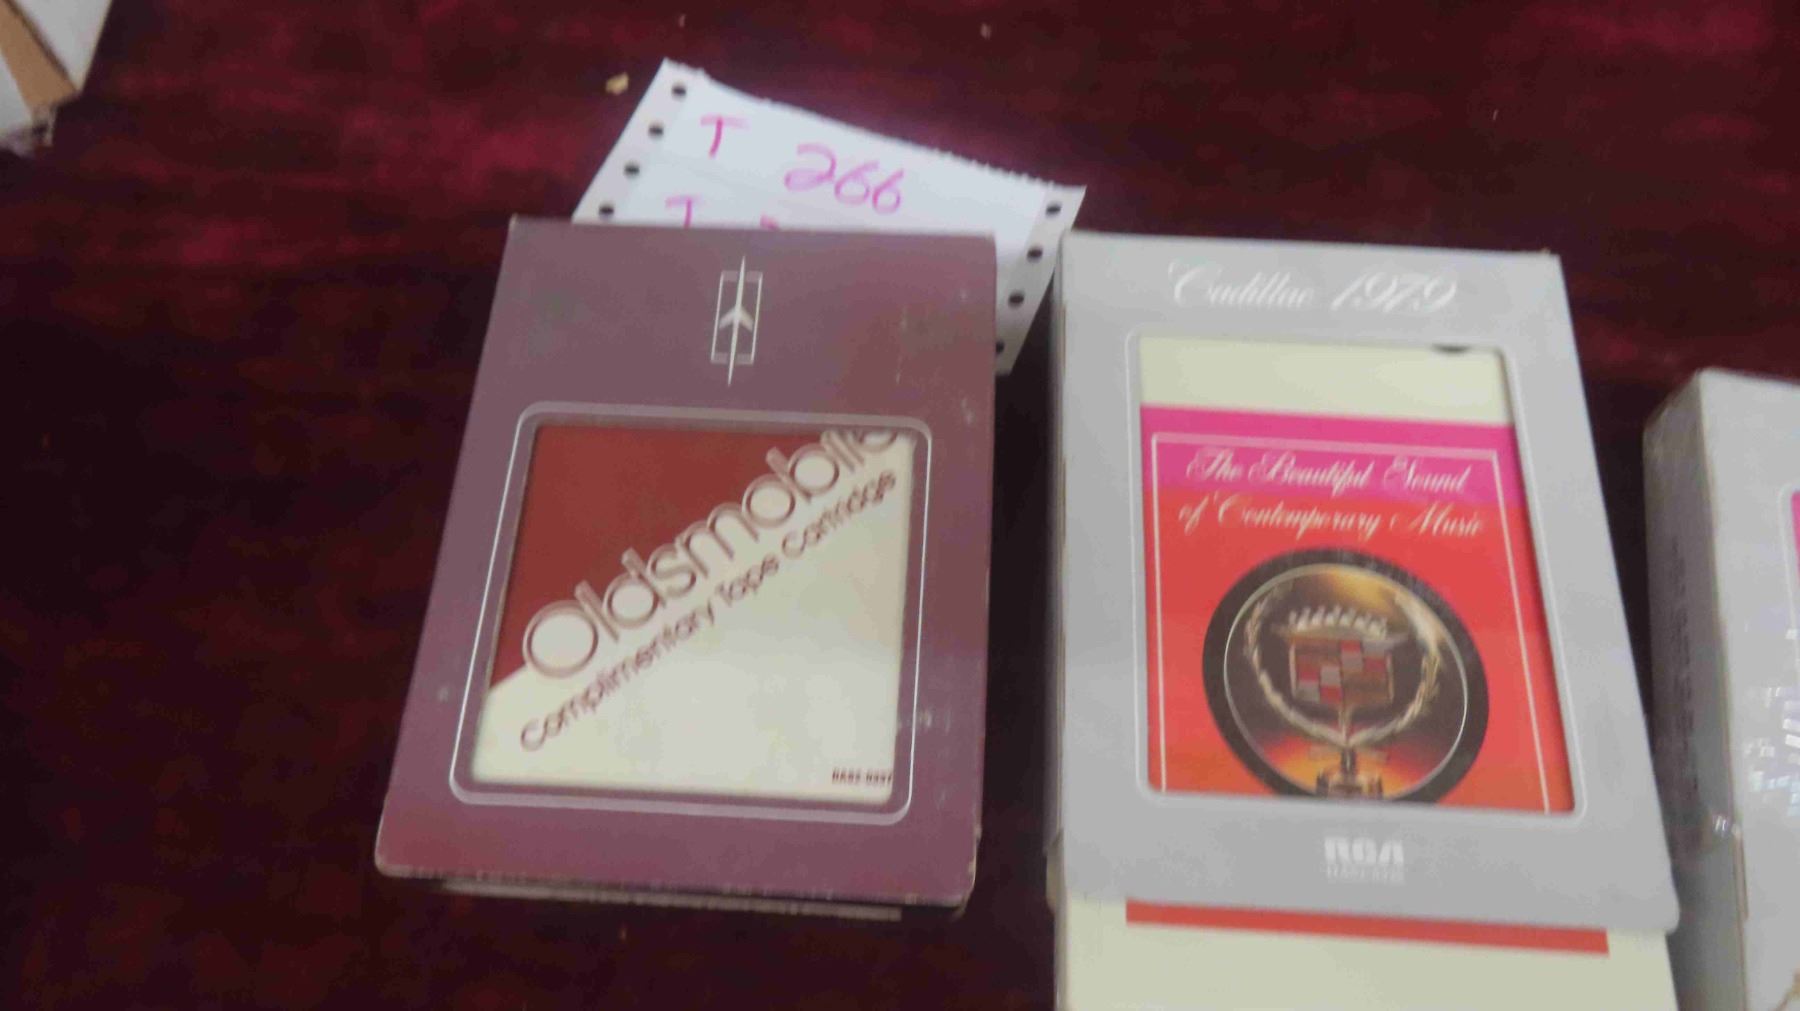 T 266
T
Oldsmobile
Complimentary Tape Cartridge
Cadillac 1979
The Beautiful Sound
of Contemporary Music
RCA